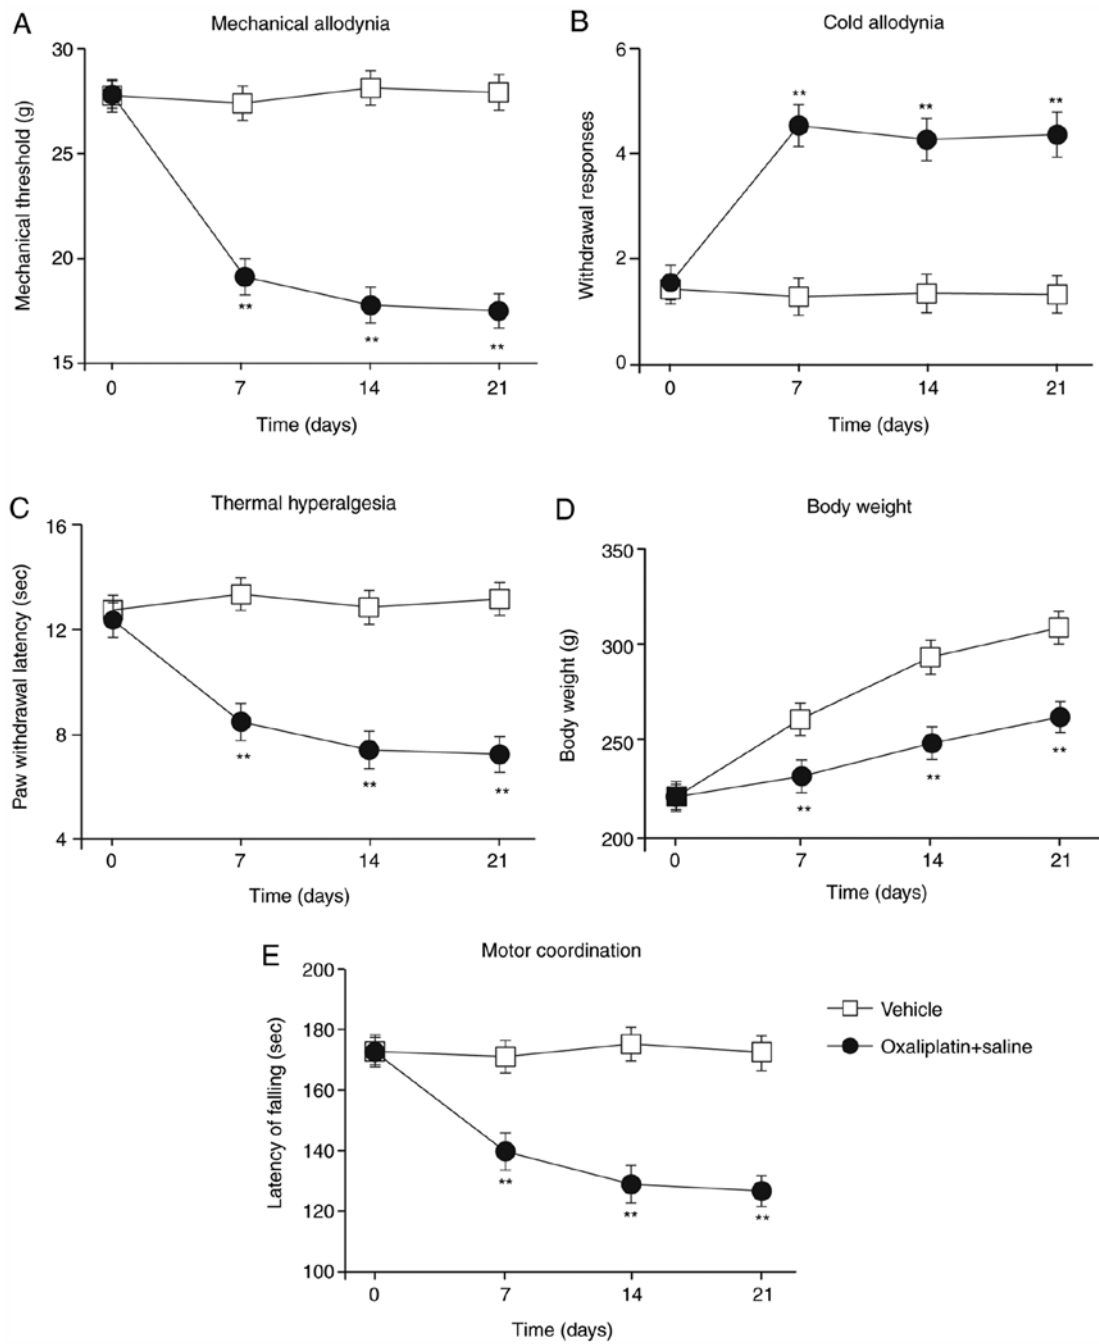 A
Mechanical allodynia
30
25
20
15
Mechanical threshold (g)
**
**
**
0 7 14 21
Time (days)
B
Cold allodynia
6
4
2
0
Withdrawal responses
**
**
**
0 7 14 21
Time (days)
C
Thermal hyperalgesia
16
12
8
4
Paw withdrawal latency (sec)
**
**
**
0 7 14 21
Time (days)
D
Body weight
350
300
250
200
Body weight (g)
**
**
**
0 7 14 21
Time (days)
E
Motor coordination
200
180
160
140
120
100
Latency of falling (sec)
**
**
**
0 7 14 21
Time (days)
Vehicle
Oxaliplatin+saline